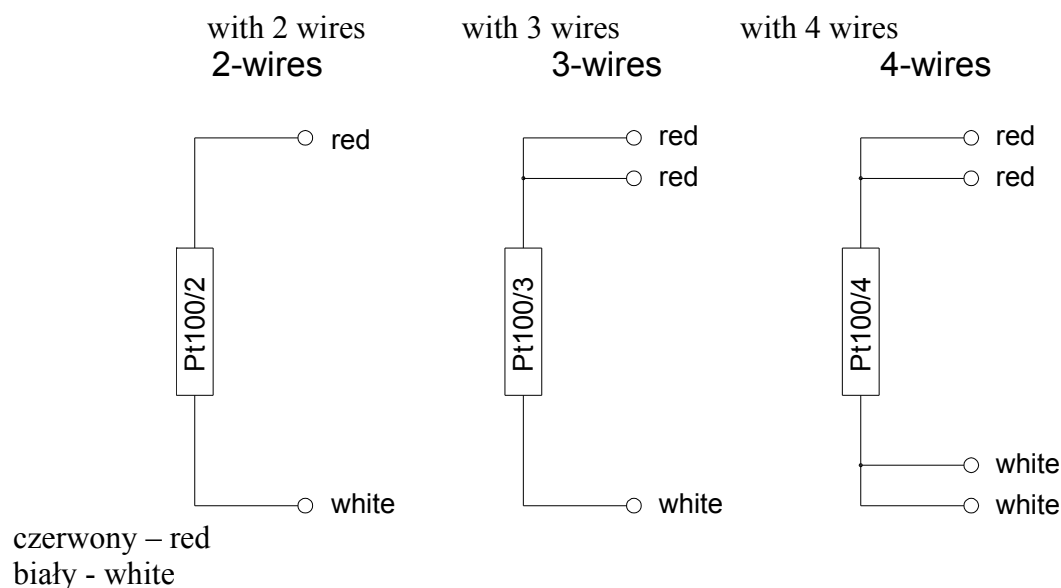 with 2 wires with 3 wires with 4 wires
2-wires 3-wires 4-wires
red red red
red red
Pt100/2 Pt100/3 Pt100/4
white
white white white
czerwony – red
biały - white